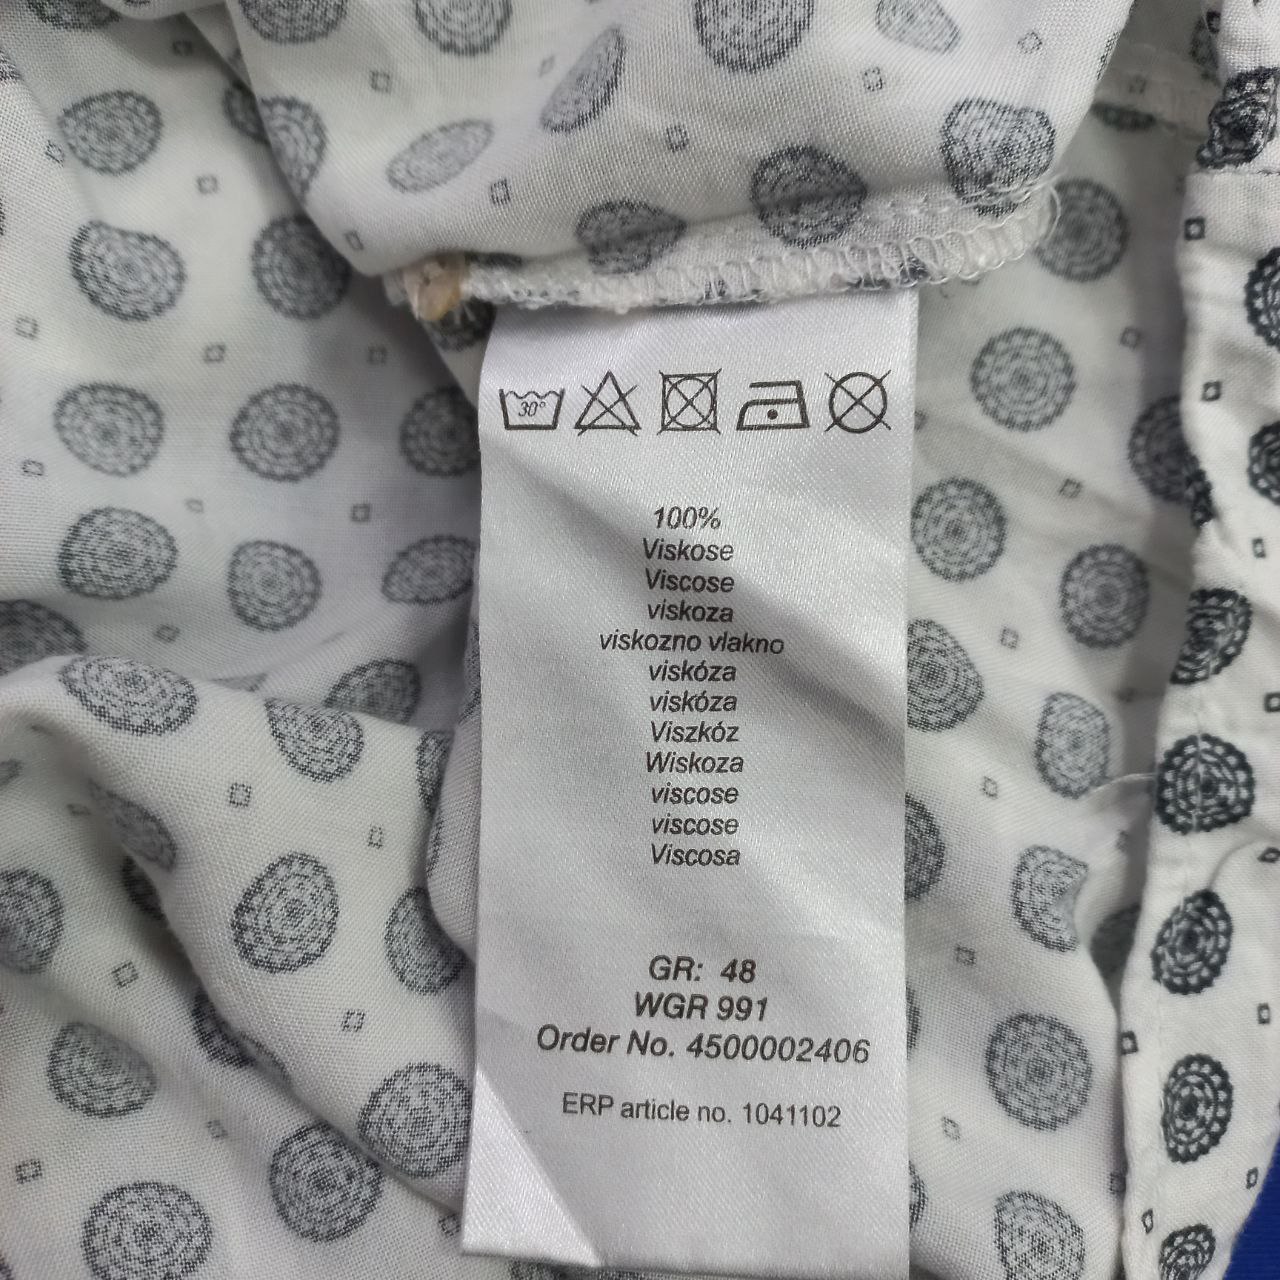 30°
100%
Viskose
Viscose
viskoza
viskozno vlakno
viskóza
viskóza
Viszkóz
Wiskoza
viscose
viscose
Viscosa
GR: 48
WGR 991
Order No. 4500002406
ERP article no. 1041102